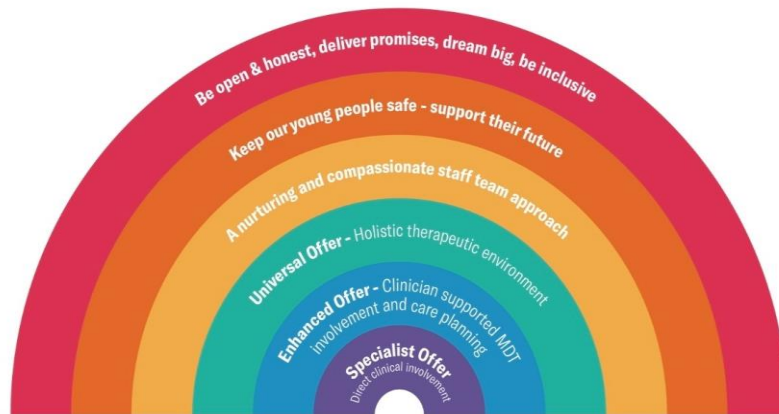 Be open & honest, deliver promises, dream big, be inclusive
Keep our young people safe - support their future
A nurturing and compassionate staff team approach
Universal Offer - Holistic therapeutic environment
Enhanced Offer - Clinician supported MDT
involvement and care planning
Specialist Offer
Direct clinical involvement